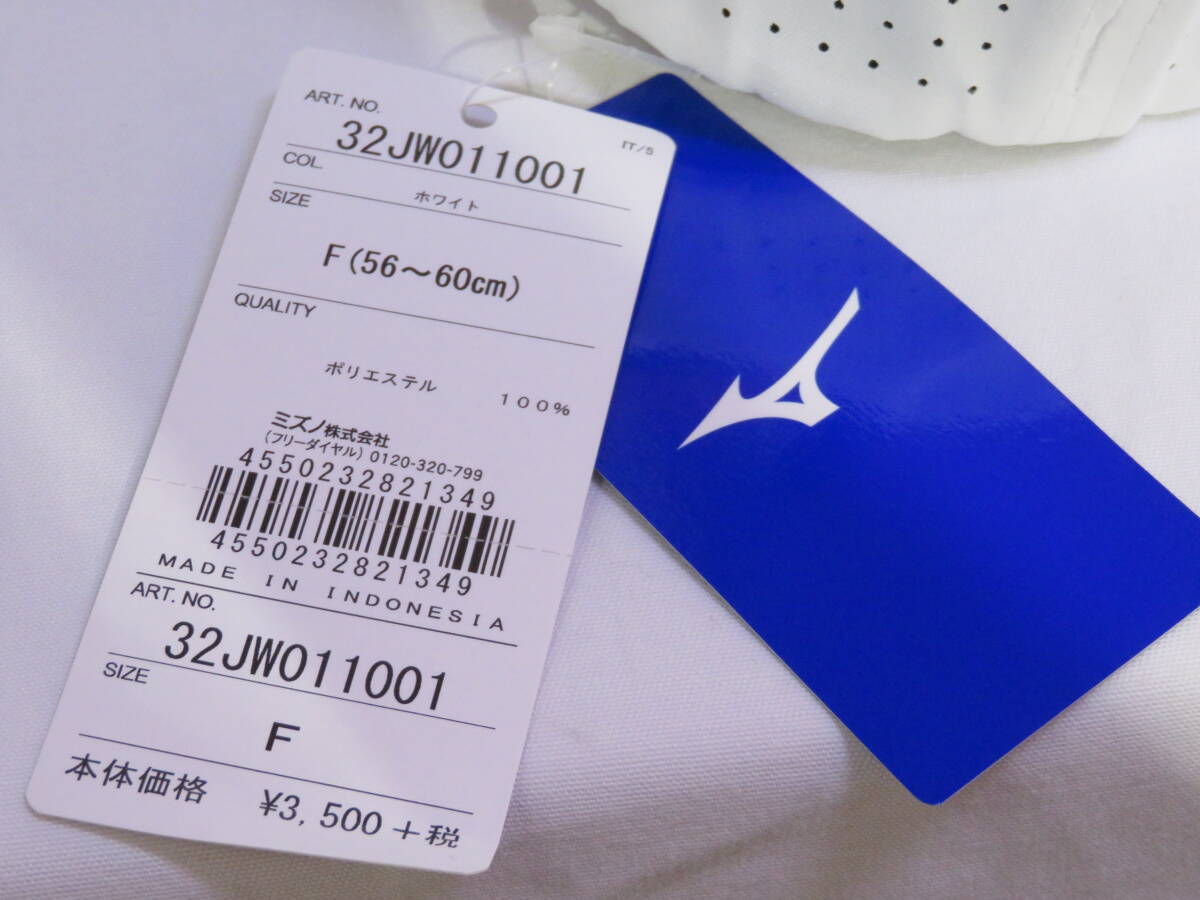 ART. NO.
32JW011001
IT/S
COL.
ホワイト
SIZE
F(56～60cm)
QUALITY
ポリエステル 100%
ミズノ株式会社
(フリーダイヤル) 0120-320-799
4550232821349
4550232821349
MADE IN INDONESIA
ART. NO.
32JW011001
SIZE
F
本体価格 ¥3,500+税